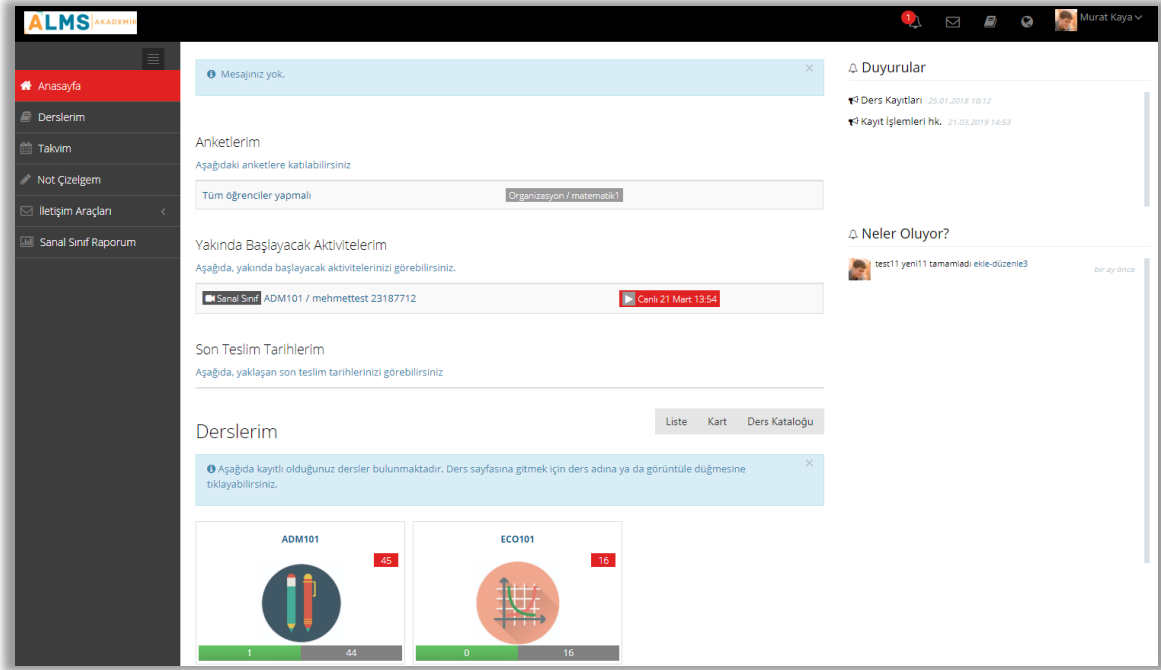 ALMS AKADEMİK
1
Murat Kaya
Anasayfa
Derslerim
Takvim
Not Çizelgem
İletişim Araçları
Sanal Sınıf Raporum
Mesajınız yok.
Anketlerim
Aşağıdaki anketlere katılabilirsiniz
Tüm öğrenciler yapmalı Organizasyon / matematik1
Yakında Başlayacak Aktivitelerim
Aşağıda, yakında başlayacak aktivitelerinizi görebilirsiniz.
Sanal Sınıf ADM101 / mehmettest 23187712 Canlı 21 Mart 13:54
Son Teslim Tarihlerim
Aşağıda, yaklaşan son teslim tarihlerinizi görebilirsiniz
Derslerim
Liste Kart Ders Kataloğu
Aşağıda kayıtlı olduğunuz dersler bulunmaktadır. Ders sayfasına gitmek için ders adına ya da görüntüle düğmesine
tıklayabilirsiniz.
ADM101
45
1 44
ECO101
16
0 16
Duyurular
Ders Kayıtları 25.01.2018 10:12
Kayıt İşlemleri hk. 21.03.2019 14:53
Neler Oluyor?
test11 yeni11 tamamladı ekle-düzenle3
bir ay önce